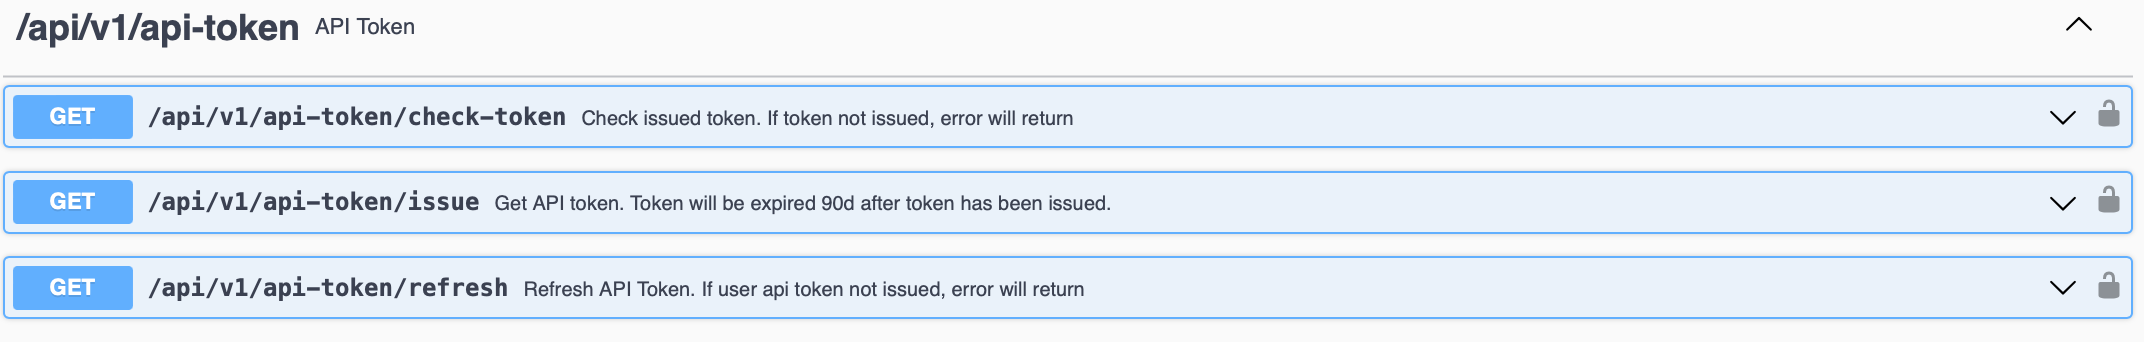 /api/v1/api-token API Token
GET /api/v1/api-token/check-token Check issued token. If token not issued, error will return
GET /api/v1/api-token/issue Get API token. Token will be expired 90d after token has been issued.
GET /api/v1/api-token/refresh Refresh API Token. If user api token not issued, error will return